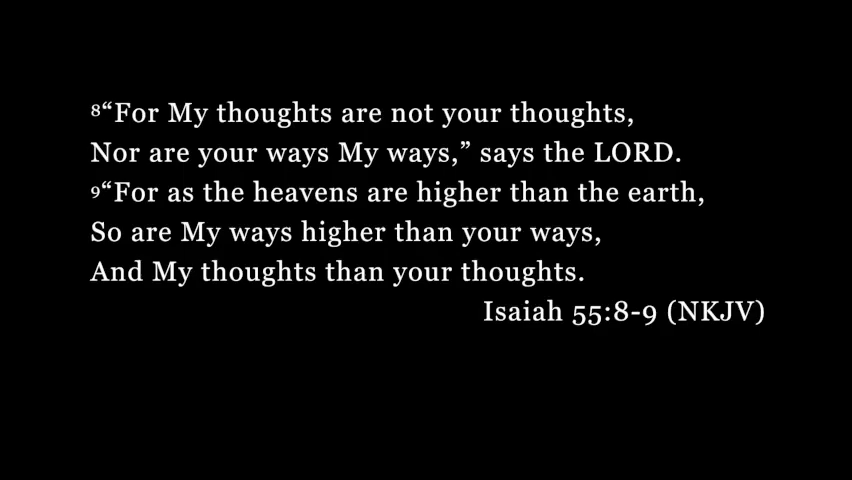 8“For My thoughts are not your thoughts,
Nor are your ways My ways,” says the LORD.
9“For as the heavens are higher than the earth,
So are My ways higher than your ways,
And My thoughts than your thoughts.
Isaiah 55:8-9 (NKJV)